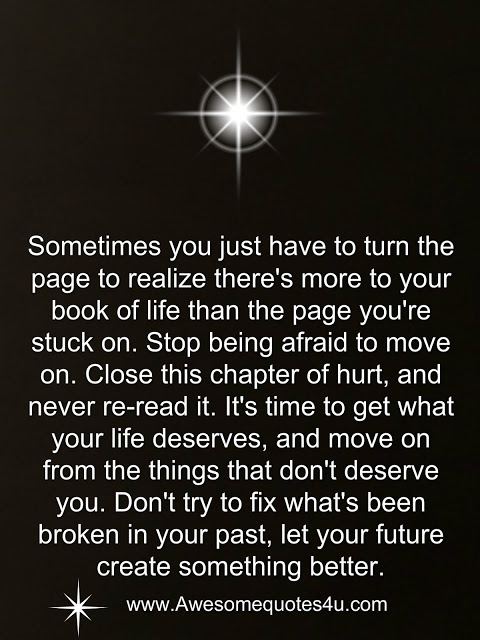 Sometimes you just have to turn the
page to realize there's more to your
book of life than the page you're
stuck on. Stop being afraid to move
on. Close this chapter of hurt, and
never re-read it. It's time to get what
your life deserves, and move on
from the things that don't deserve
you. Don't try to fix what's been
broken in your past, let your future
create something better.
www.Awesomequotes4u.com